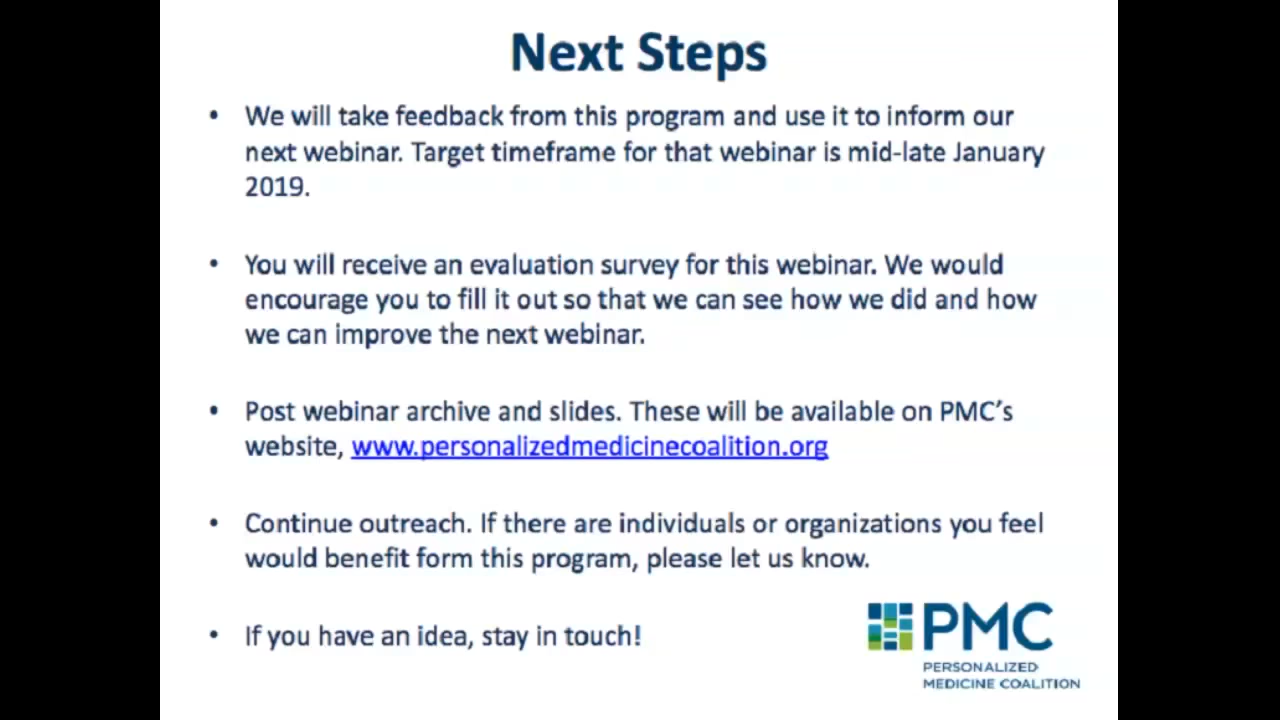 Next Steps
• We will take feedback from this program and use it to inform our
next webinar. Target timeframe for that webinar is mid-late January
2019.
• You will receive an evaluation survey for this webinar. We would
encourage you to fill it out so that we can see how we did and how
we can improve the next webinar.
• Post webinar archive and slides. These will be available on PMC’s
website, www.personalizedmedicinecoalition.org
• Continue outreach. If there are individuals or organizations you feel
would benefit form this program, please let us know.
• If you have an idea, stay in touch!
PMC
PERSONALIZED
MEDICINE COALITION